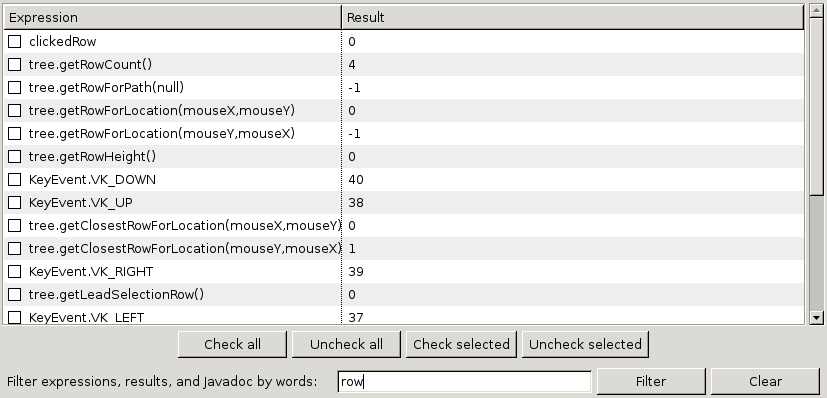 Expression Result
clickedRow 0
tree.getRowCount() 4
tree.getRowForPath(null) -1
tree.getRowForLocation(mouseX,mouseY) 0
tree.getRowForLocation(mouseY,mouseX) -1
tree.getRowHeight() 0
KeyEvent.VK_DOWN 40
KeyEvent.VK_UP 38
tree.getClosestRowForLocation(mouseX,mouseY) 0
tree.getClosestRowForLocation(mouseY,mouseX) 1
KeyEvent.VK_RIGHT 39
tree.getLeadSelectionRow() 0
KeyEvent.VK_LEFT 37
Check all Uncheck all Check selected Uncheck selected
Filter expressions, results, and Javadoc by words: row Filter Clear